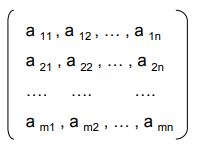 a 11 , a 12 , … , a 1n
a 21 , a 22 , … , a 2n
…. …. ….
a m1 , a m2 , … , a mn